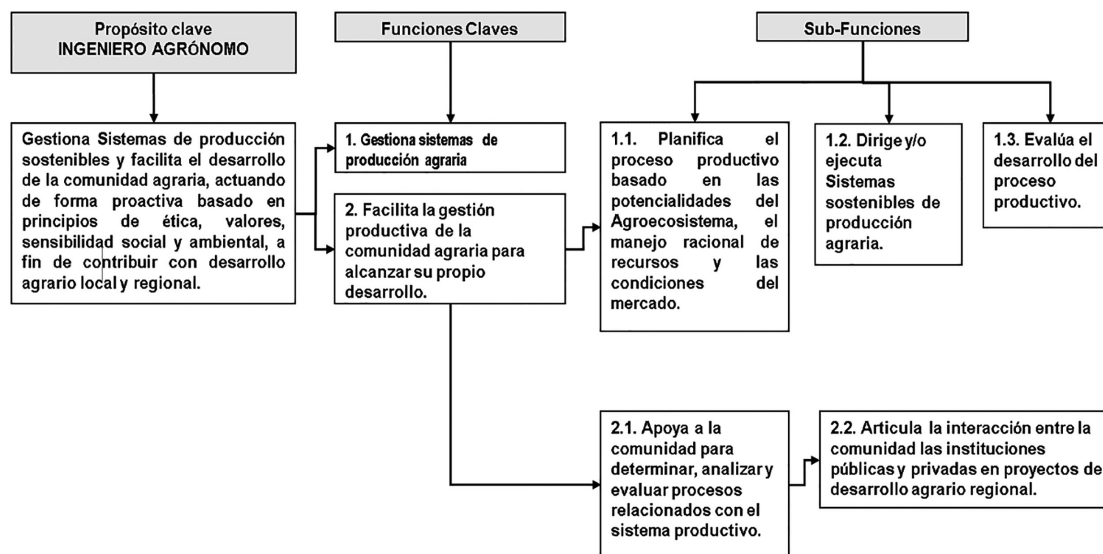 Propósito clave
INGENIERO AGRÓNOMO
Funciones Claves
Sub-Funciones
Gestiona Sistemas de producción
sostenibles y facilita el desarrollo
de la comunidad agraria, actuando
de forma proactiva basado en
principios de ética, valores,
sensibilidad social y ambiental, a
fin de contribuir con desarrollo
agrario local y regional.
1. Gestiona sistemas de
producción agraria
2. Facilita la gestión
productiva de la
comunidad agraria para
alcanzar su propio
desarrollo.
1.1. Planifica el
proceso productivo
basado en las
potencialidades del
Agroecosistema, el
manejo racional de
recursos y las
condiciones del
mercado.
1.2. Dirige y/o
ejecuta
Sistemas
sostenibles de
producción
agraria.
1.3. Evalúa el
desarrollo del
proceso
productivo.
2.1. Apoya a la
comunidad para
determinar, analizar y
evaluar procesos
relacionados con el
sistema productivo.
2.2. Articula la interacción entre la
comunidad las instituciones
públicas y privadas en proyectos de
desarrollo agrario regional.